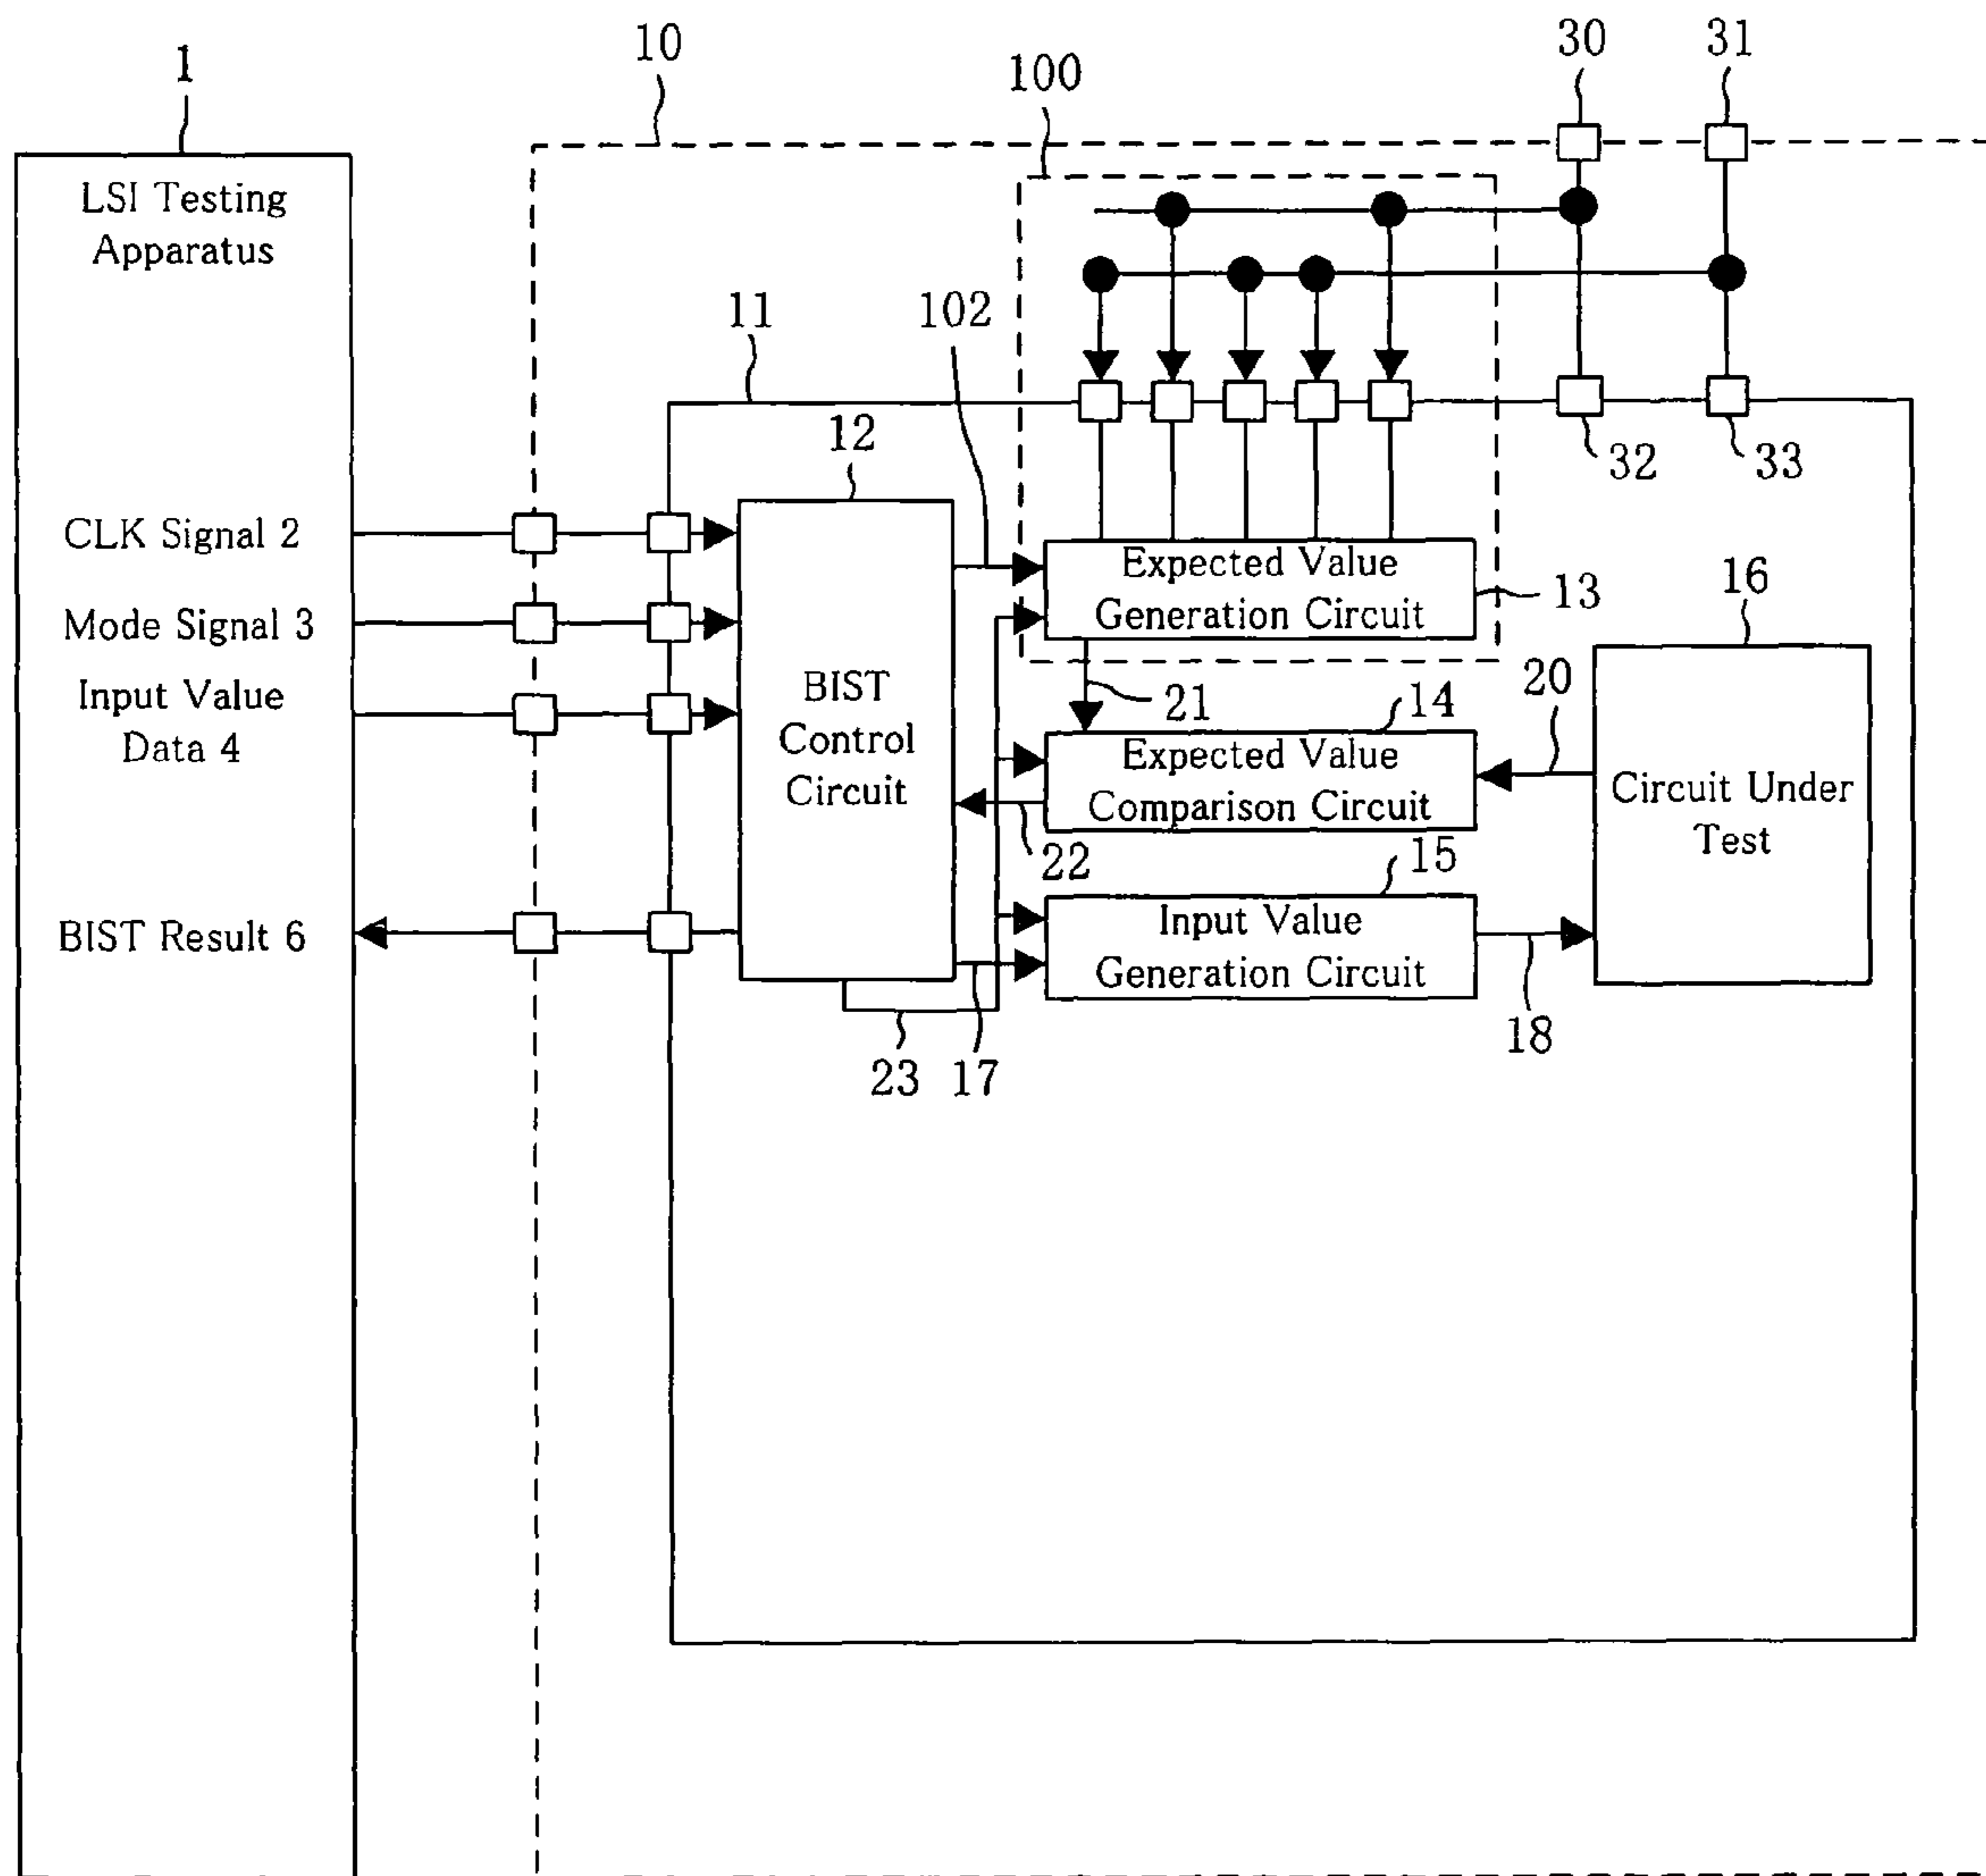 1
10
100
30
31
LSI Testing
Apparatus
11
102
12
32
33
CLK Signal 2
Mode Signal 3
Input Value
Data 4
BIST Result 6
BIST
Control
Circuit
Expected Value
Generation Circuit
13
16
21
14
20
Expected Value
Comparison Circuit
22
15
Circuit Under
Test
Input Value
Generation Circuit
18
23
17